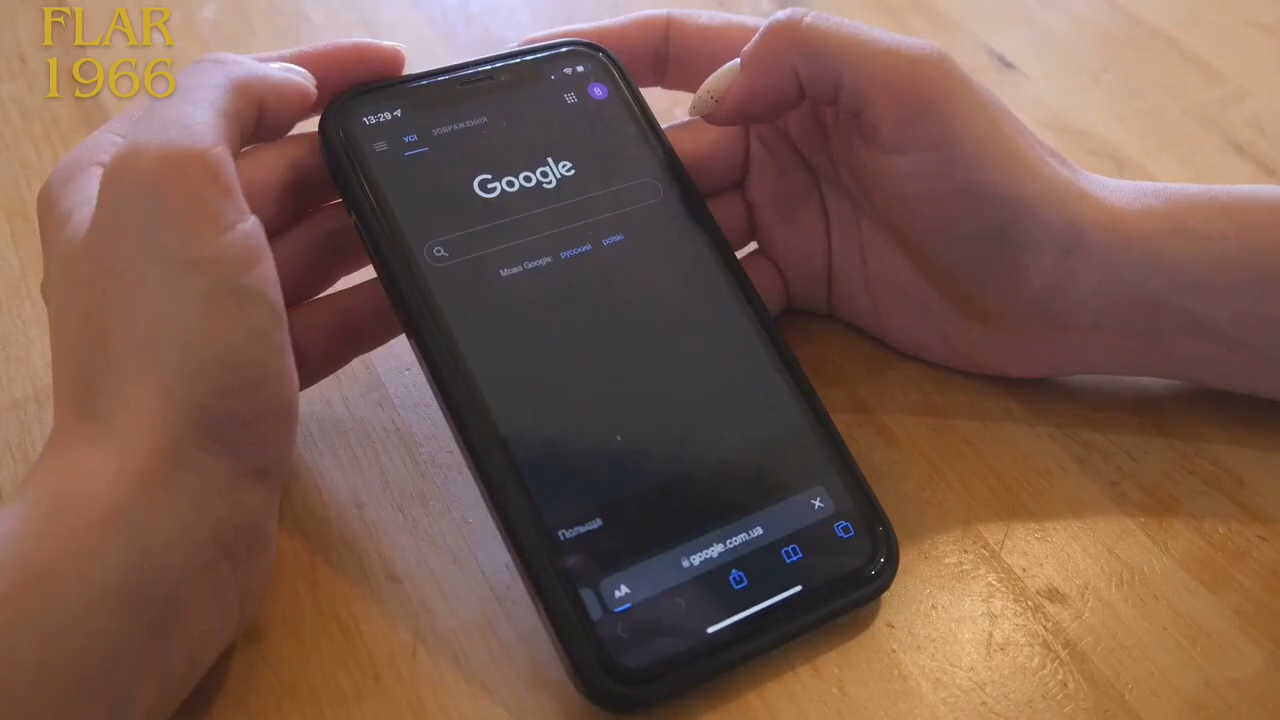 FLAR
1966
13:29
B
УСІ ЗОБРАЖЕННЯ
Google
Мова Google: русский polski
Польща
AA google.com.ua